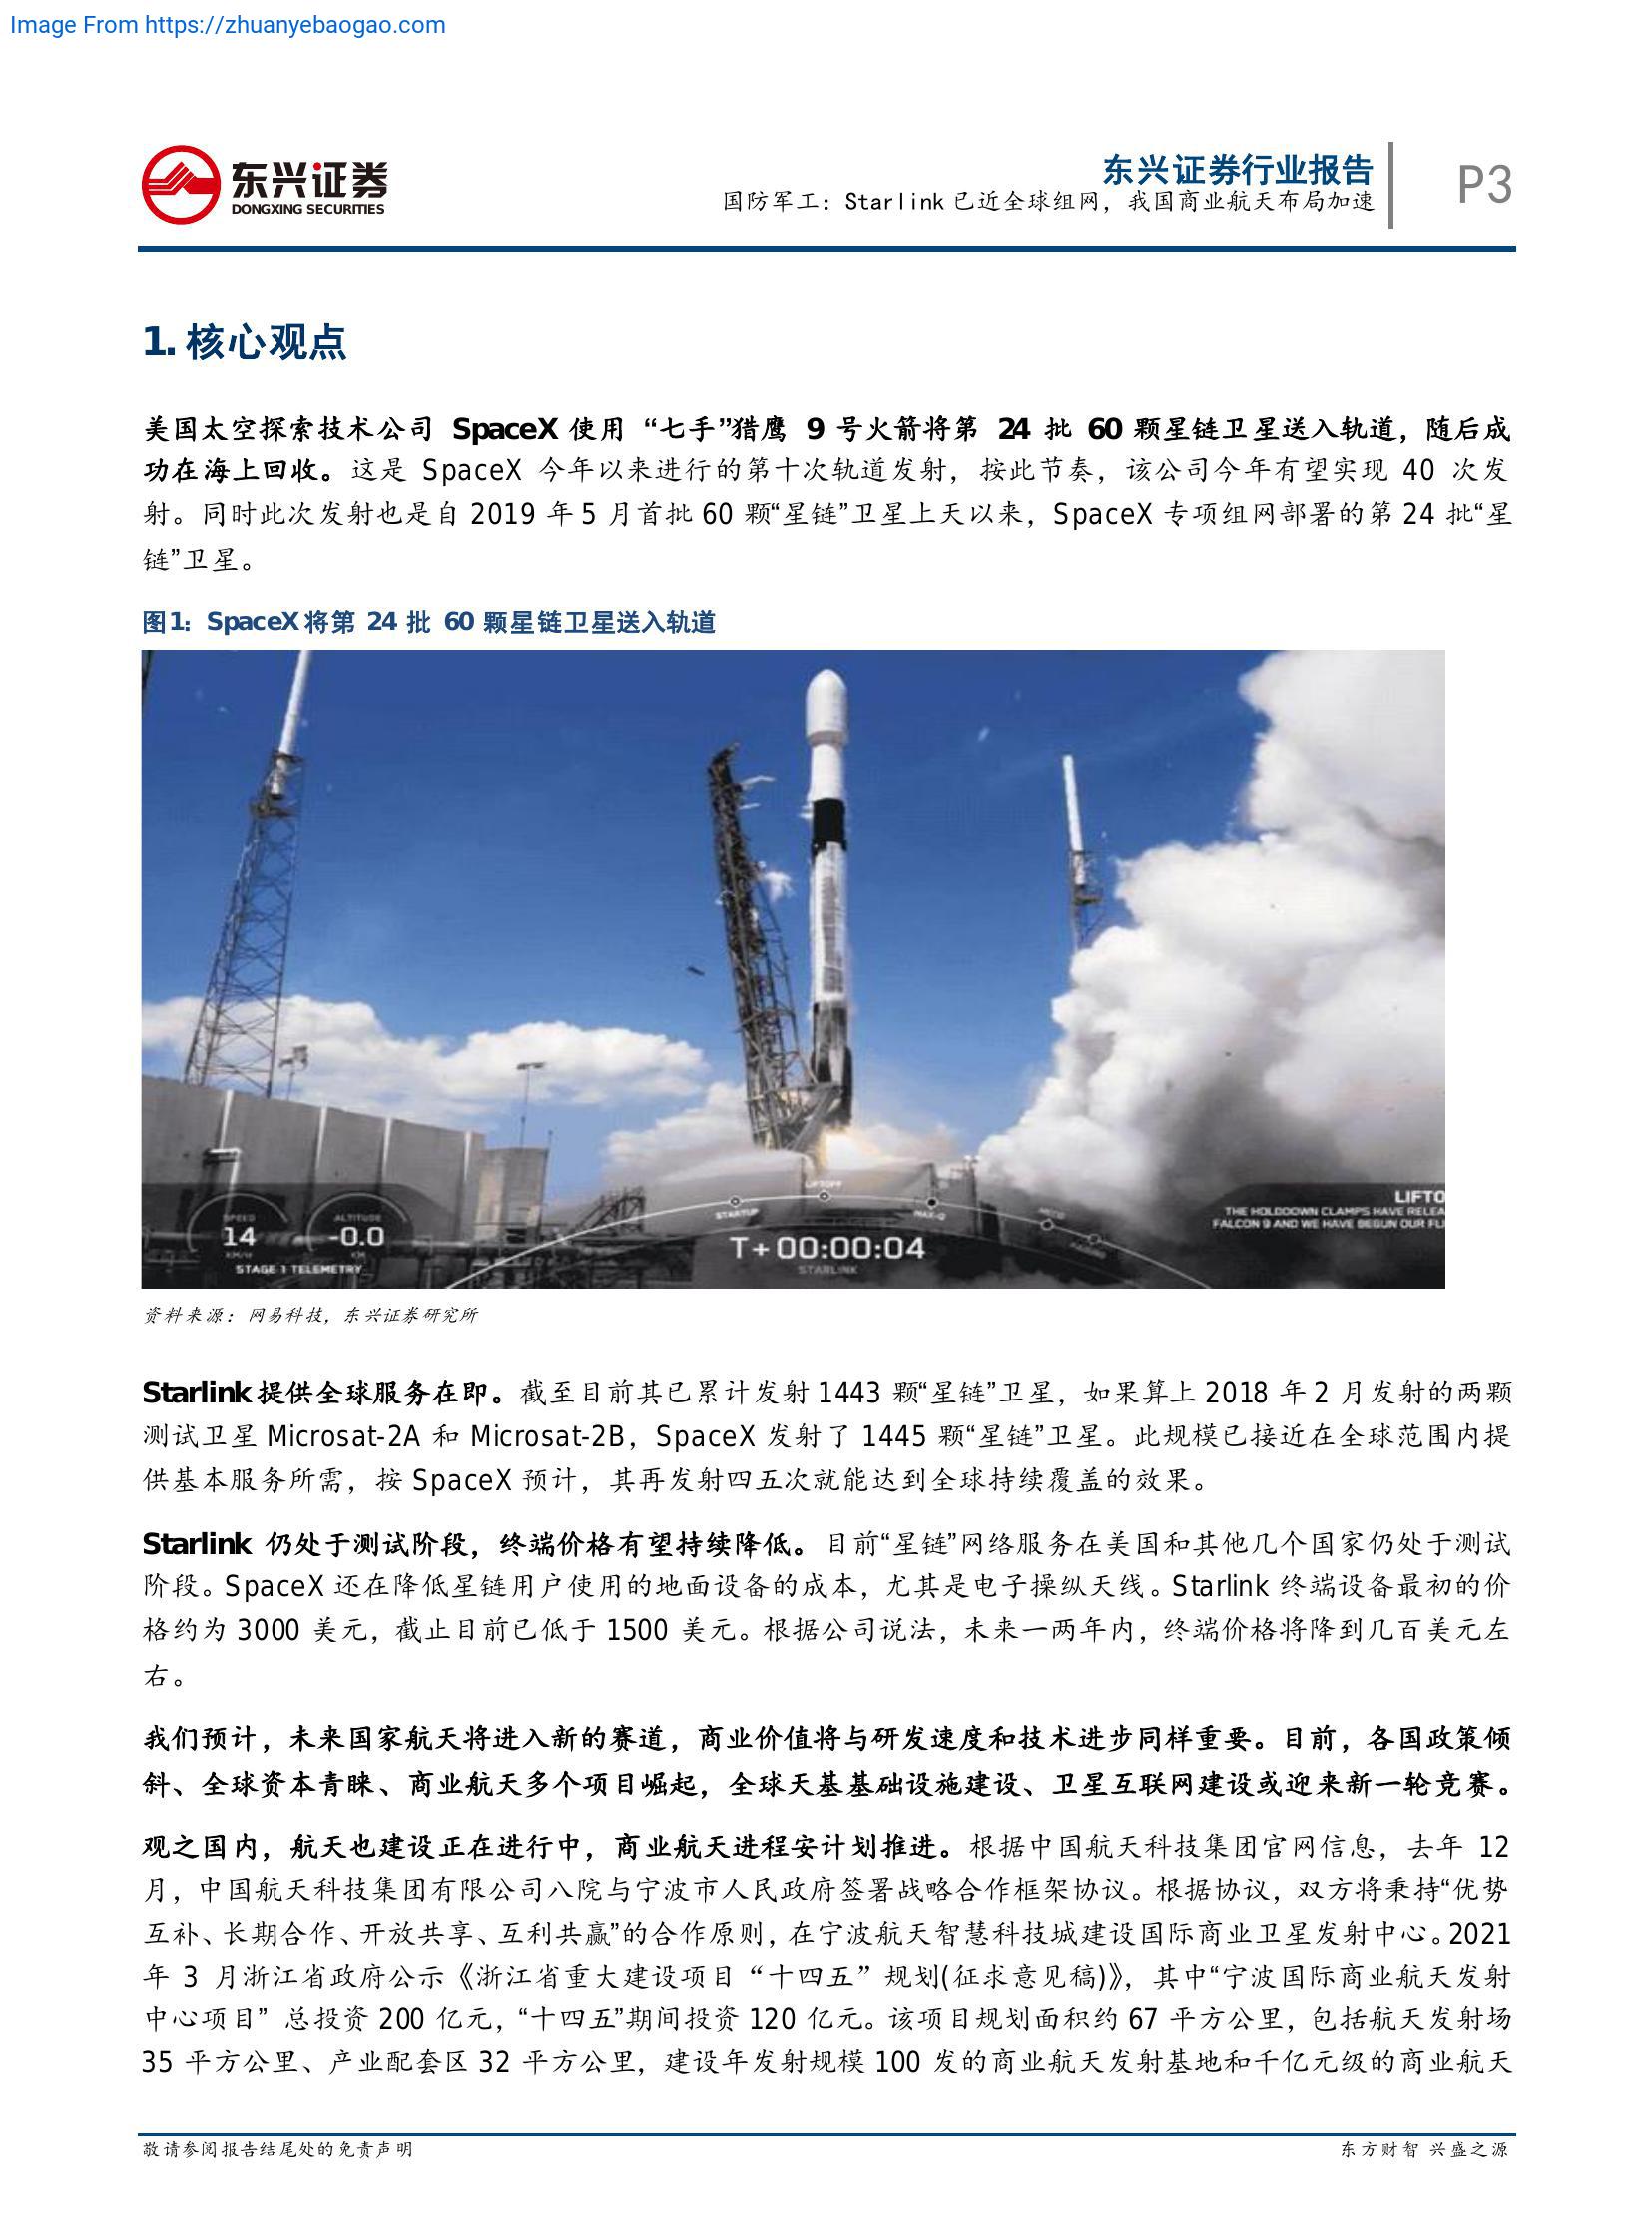 Image From https://zhuanyebaogao.com
东兴证券
DONGXING SECURITIES
东兴证券行业报告
国防军工：Starlink 已近全球组网，我国商业航天布局加速
P3
1. 核心观点
美国太空探索技术公司 SpaceX 使用 “七手”猎鹰 9 号火箭将第 24 批 60 颗星链卫星送入轨道，随后成
功在海上回收。这是 SpaceX 今年以来进行的第十次轨道发射，按此节奏，该公司今年有望实现 40 次发
射。同时此次发射也是自 2019 年 5 月首批 60 颗“星链”卫星上天以来，SpaceX 专项组网部署的第 24 批“星
链”卫星。
图1：SpaceX 将第 24 批 60 颗星链卫星送入轨道
LIFTOFF
STARTUP
MAX-Q
MECO
SPEED
14
KM/H
ALTITUDE
-0.0
KM
STAGE 1 TELEMETRY
T+00:00:04
STARLINK
LIFTO
THE HOLDDOWN CLAMPS HAVE RELEA
FALCON 9 AND WE HAVE BEGUN OUR FLI
资料来源：网易科技，东兴证券研究所
Starlink 提供全球服务在即。截至目前其已累计发射 1443 颗“星链”卫星，如果算上 2018 年 2 月发射的两颗
测试卫星 Microsat-2A 和 Microsat-2B，SpaceX 发射了 1445 颗“星链”卫星。此规模已接近在全球范围内提
供基本服务所需，按 SpaceX 预计，其再发射四五次就能达到全球持续覆盖的效果。
Starlink 仍处于测试阶段，终端价格有望持续降低。目前“星链”网络服务在美国和其他几个国家仍处于测试
阶段。SpaceX 还在降低星链用户使用的地面设备的成本，尤其是电子操纵天线。Starlink 终端设备最初的价
格约为 3000 美元，截止目前已低于 1500 美元。根据公司说法，未来一两年内，终端价格将降到几百美元左
右。
我们预计，未来国家航天将进入新的赛道，商业价值将与研发速度和技术进步同样重要。目前，各国政策倾
斜、全球资本青睐、商业航天多个项目崛起，全球天基基础设施建设、卫星互联网建设或迎来新一轮竞赛。
观之国内，航天也建设正在进行中，商业航天进程安计划推进。根据中国航天科技集团官网信息，去年 12
月，中国航天科技集团有限公司八院与宁波市人民政府签署战略合作框架协议。根据协议，双方将秉持“优势
互补、长期合作、开放共享、互利共赢”的合作原则，在宁波航天智慧科技城建设国际商业卫星发射中心。2021
年 3 月浙江省政府公示《浙江省重大建设项目“十四五”规划(征求意见稿)》，其中“宁波国际商业航天发射
中心项目” 总投资 200 亿元，“十四五”期间投资 120 亿元。该项目规划面积约 67 平方公里，包括航天发射场
35 平方公里、产业配套区 32 平方公里，建设年发射规模 100 发的商业航天发射基地和千亿元级的商业航天
敬请参阅报告结尾处的免责声明
东方财智 兴盛之源